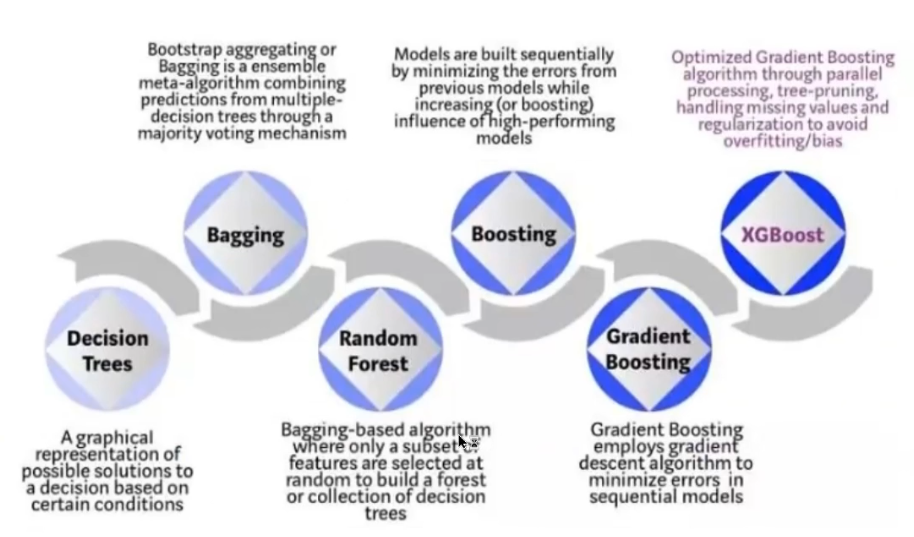 Bootstrap aggregating or
Bagging is a ensemble
meta-algorithm combining
predictions from multiple-
decision trees through a
majority voting mechanism
Models are built sequentially
by minimizing the errors from
previous models while
increasing (or boosting)
influence of high-performing
models
Optimized Gradient Boosting
algorithm through parallel
processing, tree-pruning,
handling missing values and
regularization to avoid
overfitting/bias
Bagging
Boosting
XGBoost
Decision
Trees
Random
Forest
Gradient
Boosting
A graphical
representation of
possible solutions to
a decision based on
certain conditions
Bagging-based algorithm
where only a subset
features are selected at
random to build a forest
or collection of decision
trees
Gradient Boosting
employs gradient
descent algorithm to
minimize errors in
sequential models